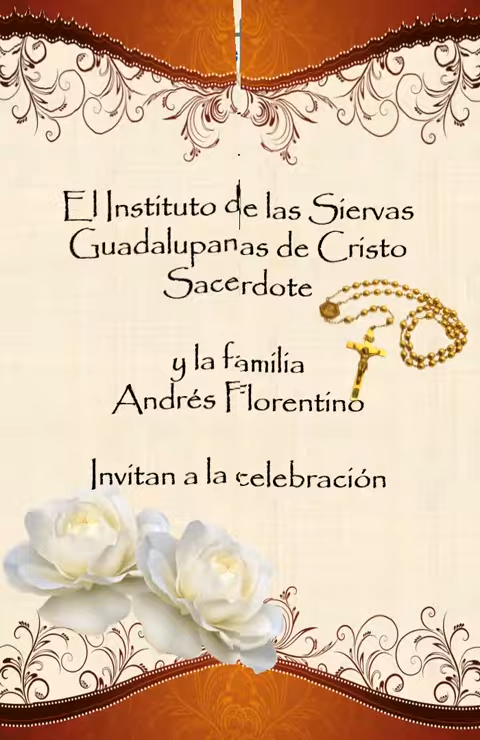 El Instituto de las Siervas
Guadalupanas de Cristo
Sacerdote
y la familia
Andrés Florentino
Invitan a la celebración